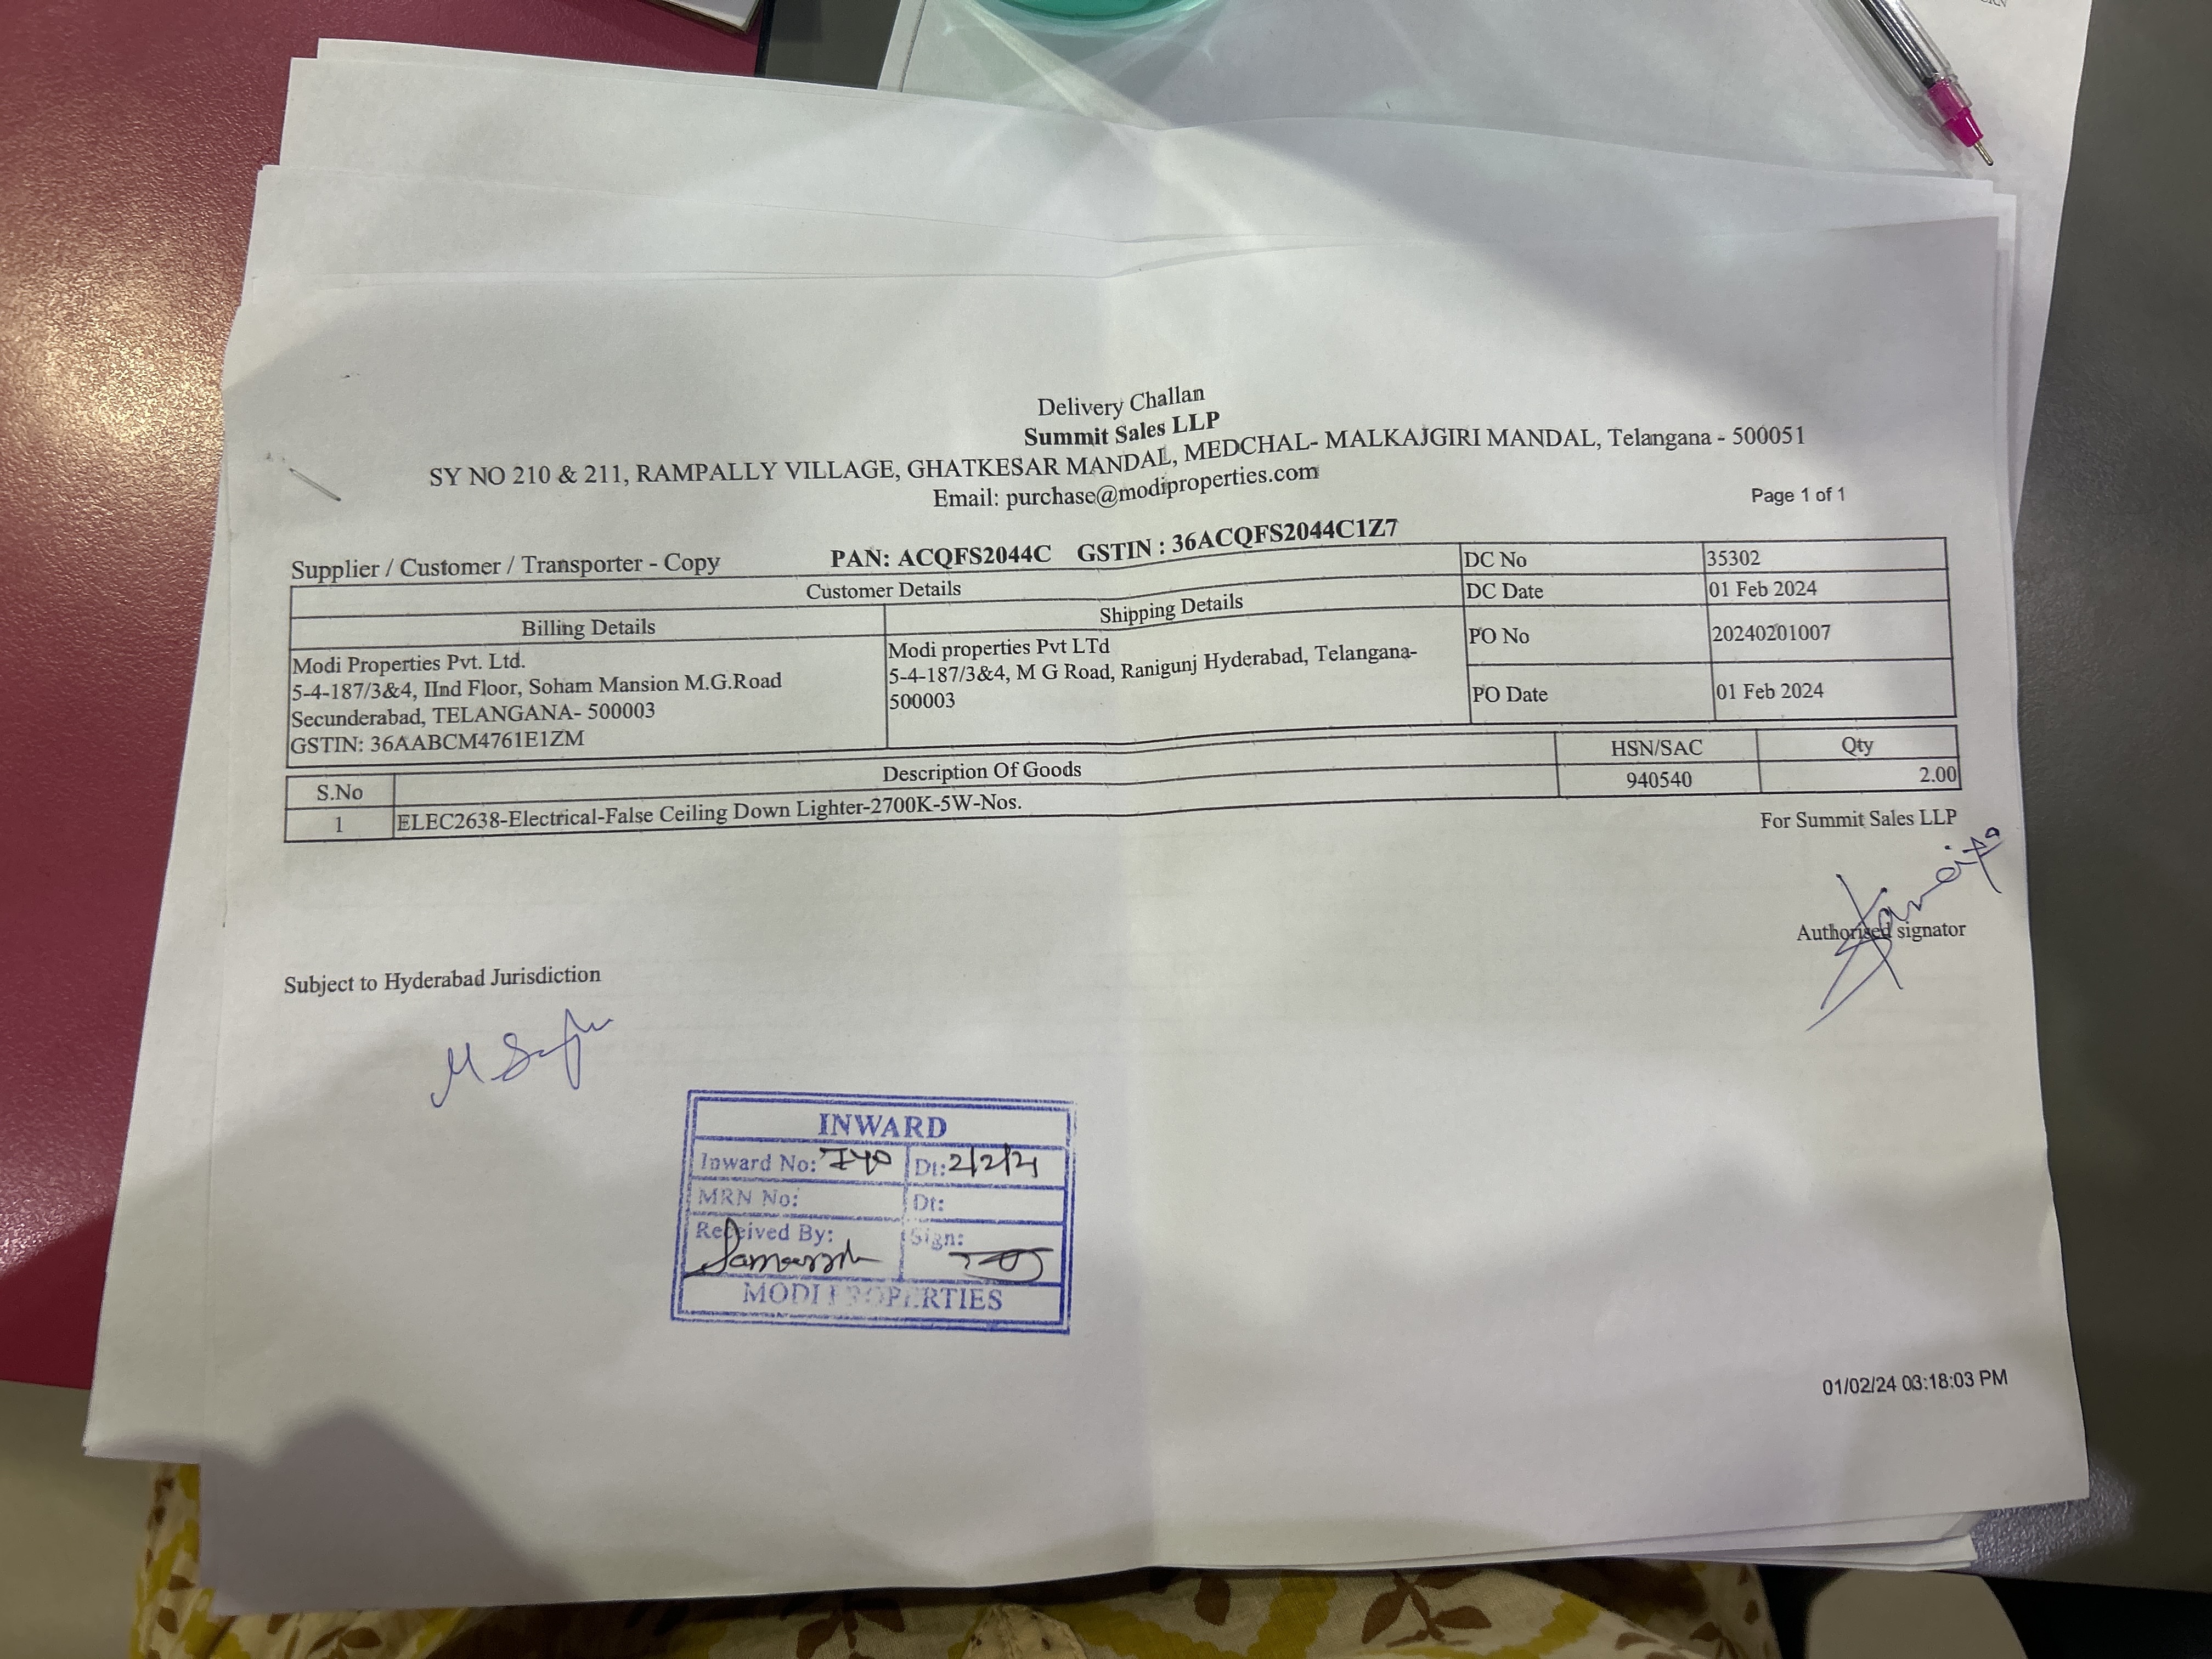 Delivery Challan
Summit Sales LLP
SY NO 210 & 211, RAMPALLY VILLAGE, GHATKESAR MANDAL, MEDCHAL- MALKAJGIRI MANDAL, Telangana - 500051
Email: purchase@modiproperties.com
Page 1 of 1
Supplier / Customer / Transporter - Copy PAN: ACQFS2044C GSTIN : 36ACQFS2044C1Z7
Customer Details
DC No 35302
DC Date 01 Feb 2024
PO No 20240201007
PO Date 01 Feb 2024
Billing Details
Modi Properties Pvt. Ltd.
5-4-187/3&4, IInd Floor, Soham Mansion M.G.Road
Secunderabad, TELANGANA- 500003
GSTIN: 36AABCM4761E1ZM
Shipping Details
Modi properties Pvt LTd
5-4-187/3&4, M G Road, Ranigunj Hyderabad, Telangana-
500003
S.No Description Of Goods HSN/SAC Qty
1 ELEC2638-Electrical-False Ceiling Down Lighter-2700K-5W-Nos. 940540 2.00
For Summit Sales LLP
Authorised signator
Subject to Hyderabad Jurisdiction
INWARD
Inward No: Dt: 2/2/24
MRN No: Dt:
Received By: Sign:
MODI PROPERTIES
01/02/24 03:18:03 PM